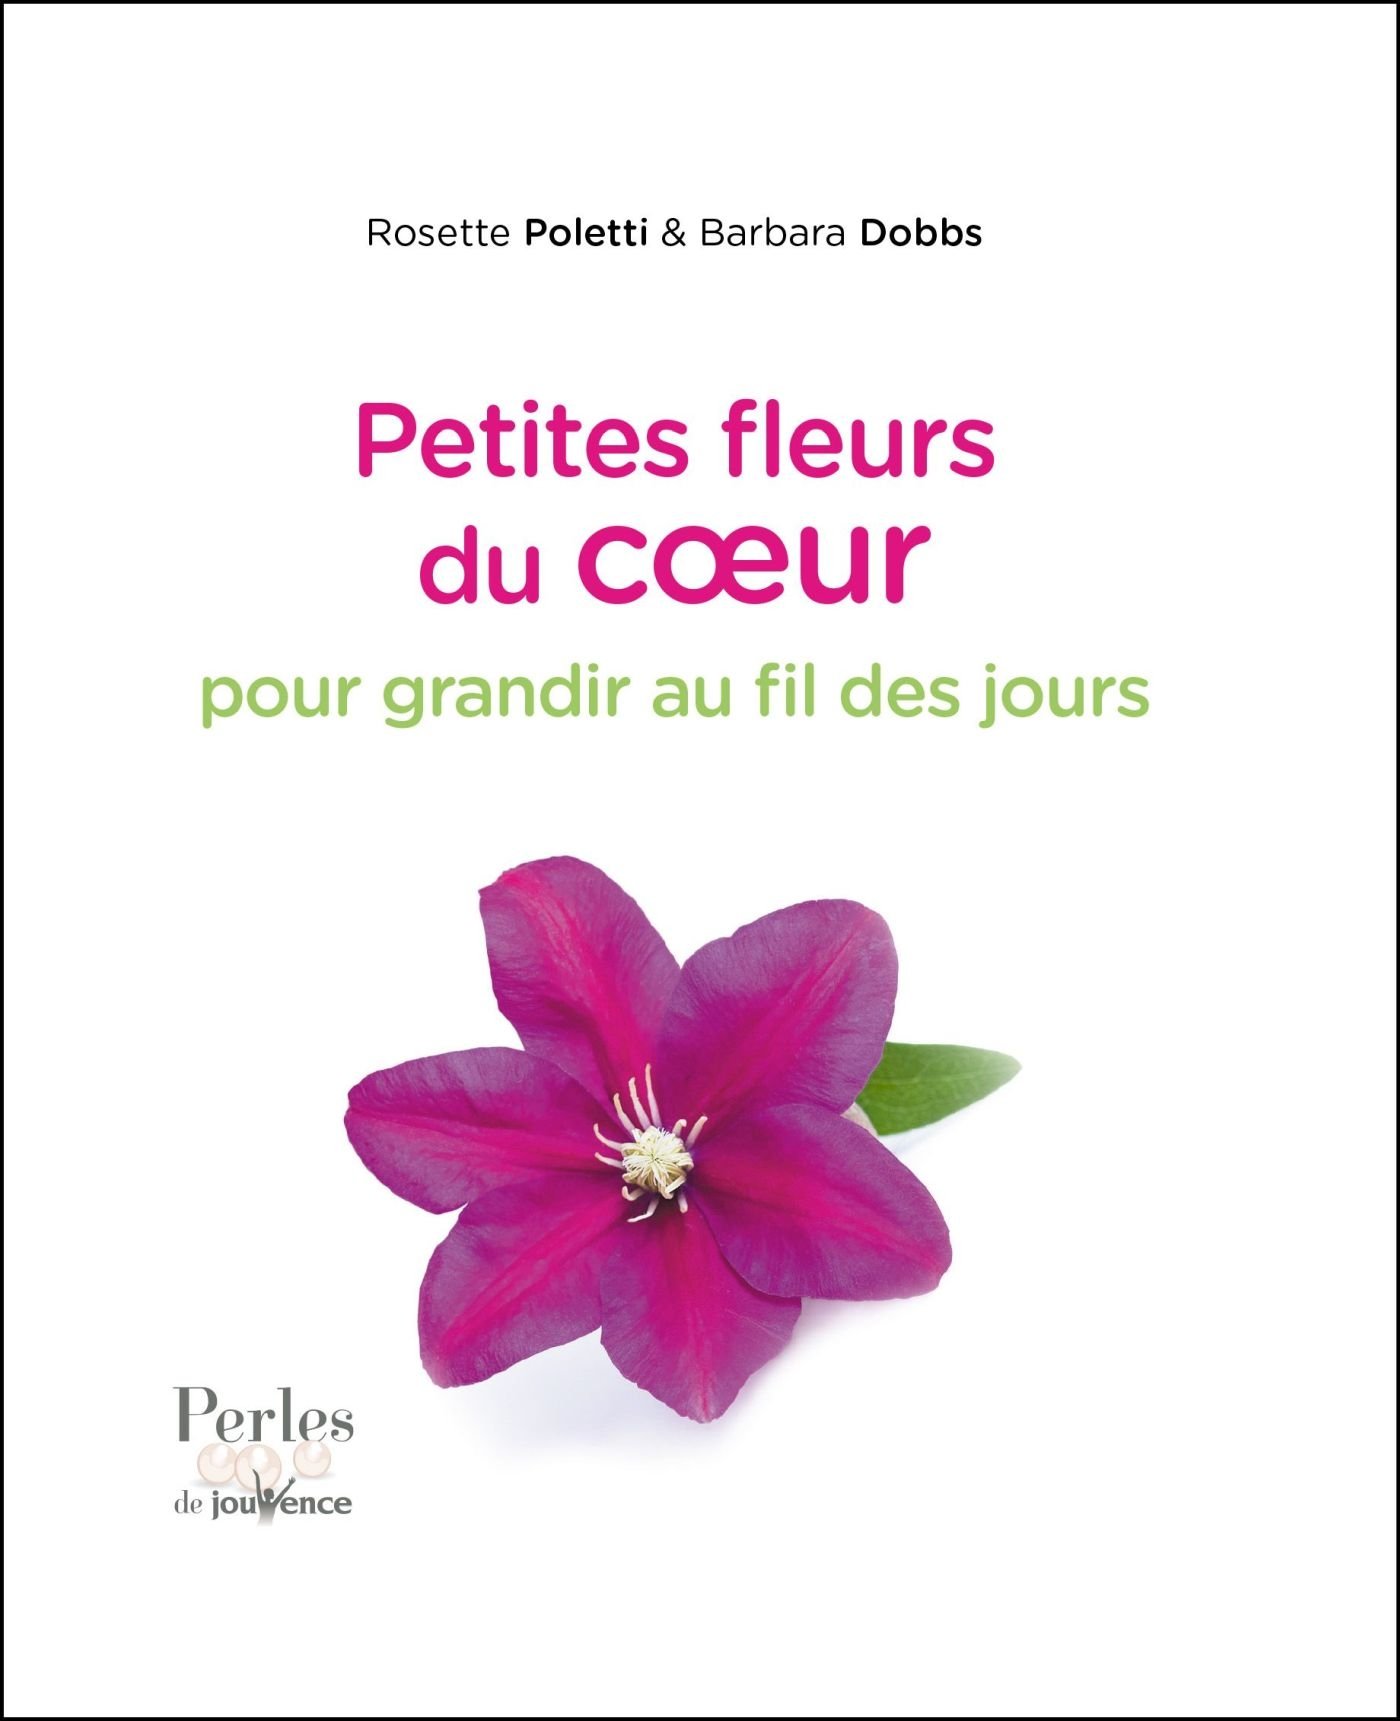 Rosette Poletti & Barbara Dobbs
Petites fleurs
du cœur
pour grandir au fil des jours
Perles
de jouvence